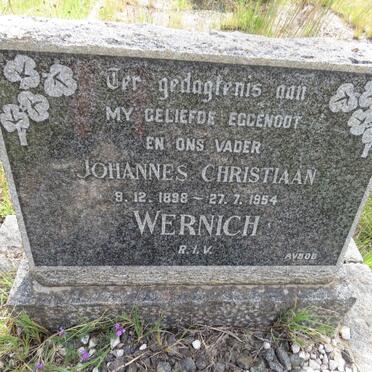 Ter gedagtenis aan
MY GELIEFDE EGGENOOT
EN ONS VADER
JOHANNES CHRISTIAAN
9. 12. 1898 - 27. 7. 1954
WERNICH
R.I.V.
AVBOB